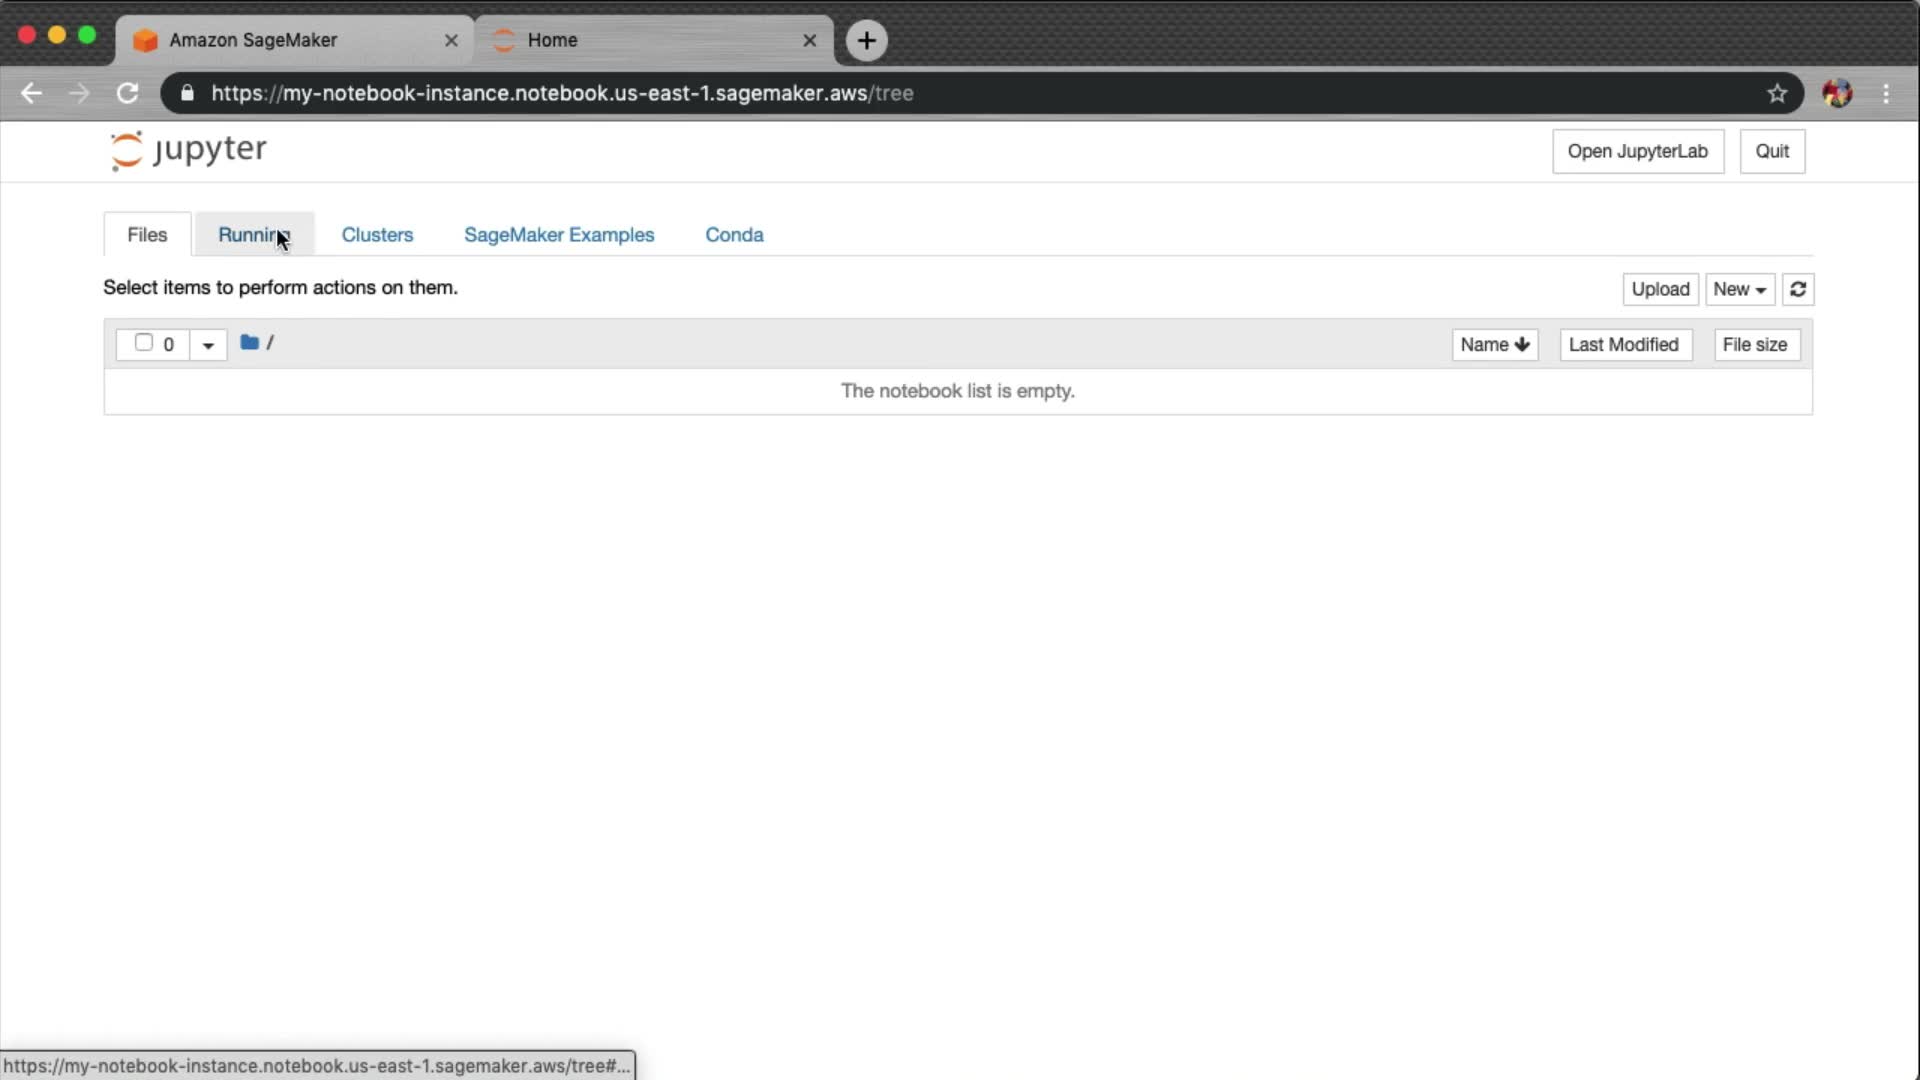 Amazon SageMaker
Home
https://my-notebook-instance.notebook.us-east-1.sagemaker.aws/tree
jupyter
Open JupyterLab
Quit
Files
Running
Clusters
SageMaker Examples
Conda
Select items to perform actions on them.
Upload
New
0
/
Name
Last Modified
File size
The notebook list is empty.
https://my-notebook-instance.notebook.us-east-1.sagemaker.aws/tree#...